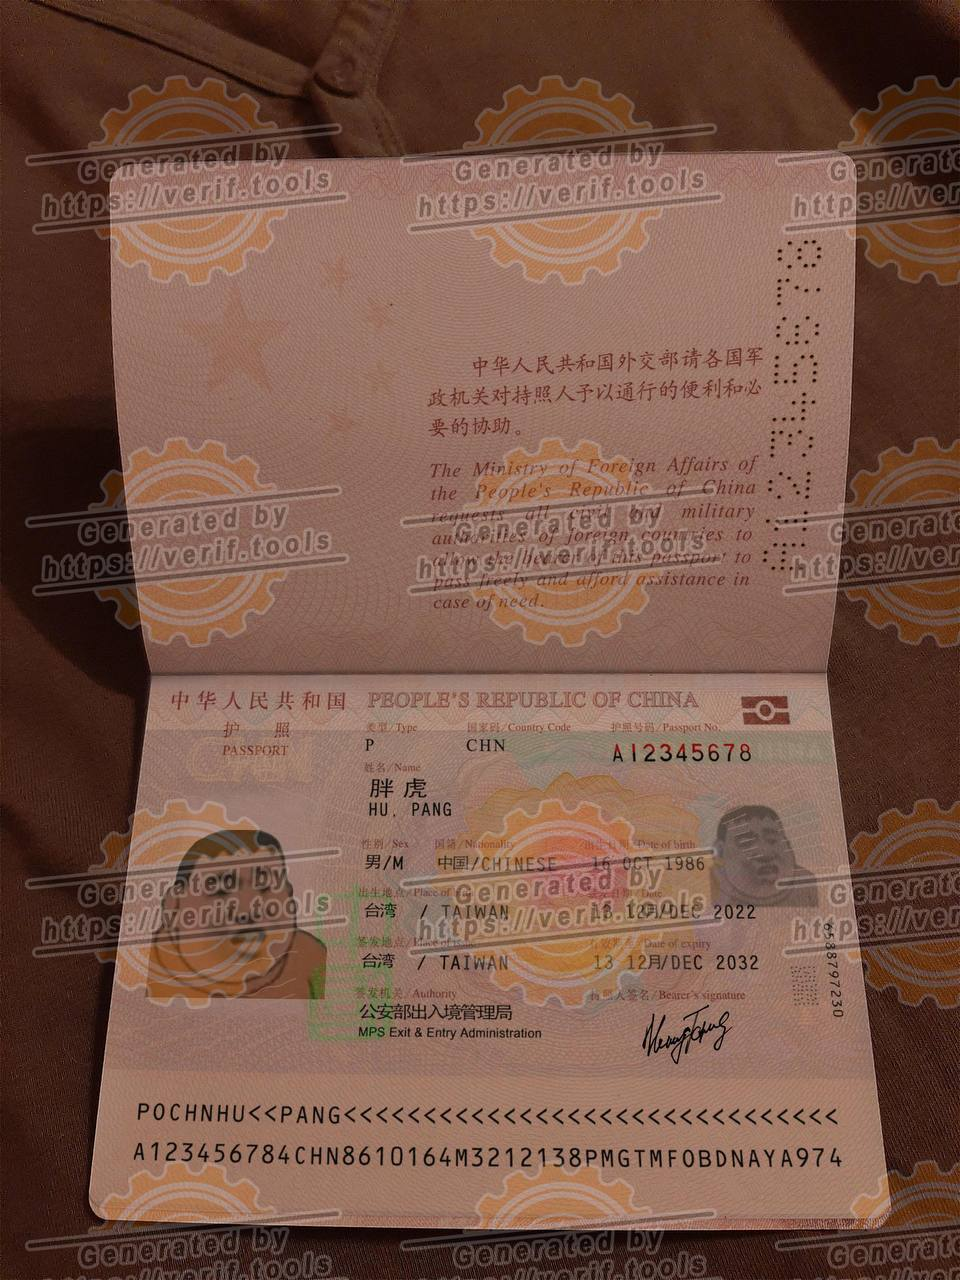 Generated by
https://verif.tools
Generated by
https://verif.tools
Generated by
https://verif.tools
A12345678
中华人民共和国外交部请各国军
政机关对持照人予以通行的便利和必
要的协助。
The Ministry of Foreign Affairs of
the People's Republic of China
requests all civil and military
authorities of foreign countries to
allow the bearer of this passport to
pass freely and afford assistance in
case of need.
Generated by
https://verif.tools
Generated by
https://verif.tools
Generated by
https://verif.tools
中华人民共和国 PEOPLE'S REPUBLIC OF CHINA
护照
PASSPORT
类型/Type 国家码/Country Code 护照号码/Passport No.
P CHN A12345678
姓名/Name
胖虎
HU, PANG
性别/Sex 国籍/Nationality 出生日期/Date of birth
男/M 中国/CHINESE 16 OCT 1986
出生地点/Place of
台湾 / TAIWAN 13 12月/DEC 2022
签发地点/Place of issue 有效期至/Date of expiry
台湾 / TAIWAN 13 12月/DEC 2032
签发机关/Authority 持照人签名/Bearer's signature
公安部出入境管理局
MPS Exit & Entry Administration
6588797230
Generated by
https://verif.tools
Generated by
https://verif.tools
Generated by
https://verif.tools
POCHNHU<<PANG<<<<<<<<<<<<<<<<<<<<<<<<<<<<<<<
A123456784CHN8610164M3212138PMGTMFOBDNAYA974
Generated by
https://verif.tools
Generated by
https://verif.tools
Generated by
https://verif.tools